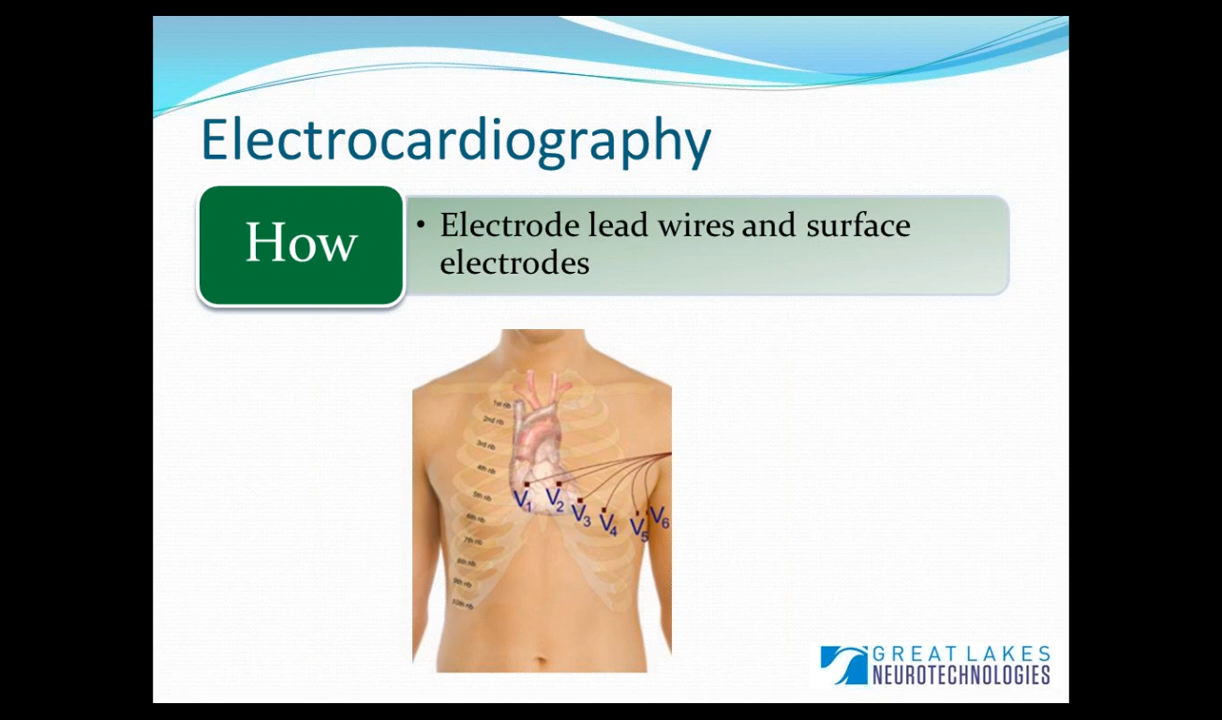 Electrocardiography
How
• Electrode lead wires and surface
electrodes
1st rib
2nd rib
3rd rib
4th rib
5th rib
6th rib
7th rib
8th rib
9th rib
10th rib
V1
V2
V3
V4
V5
V6
GREAT LAKES
NEUROTECHNOLOGIES